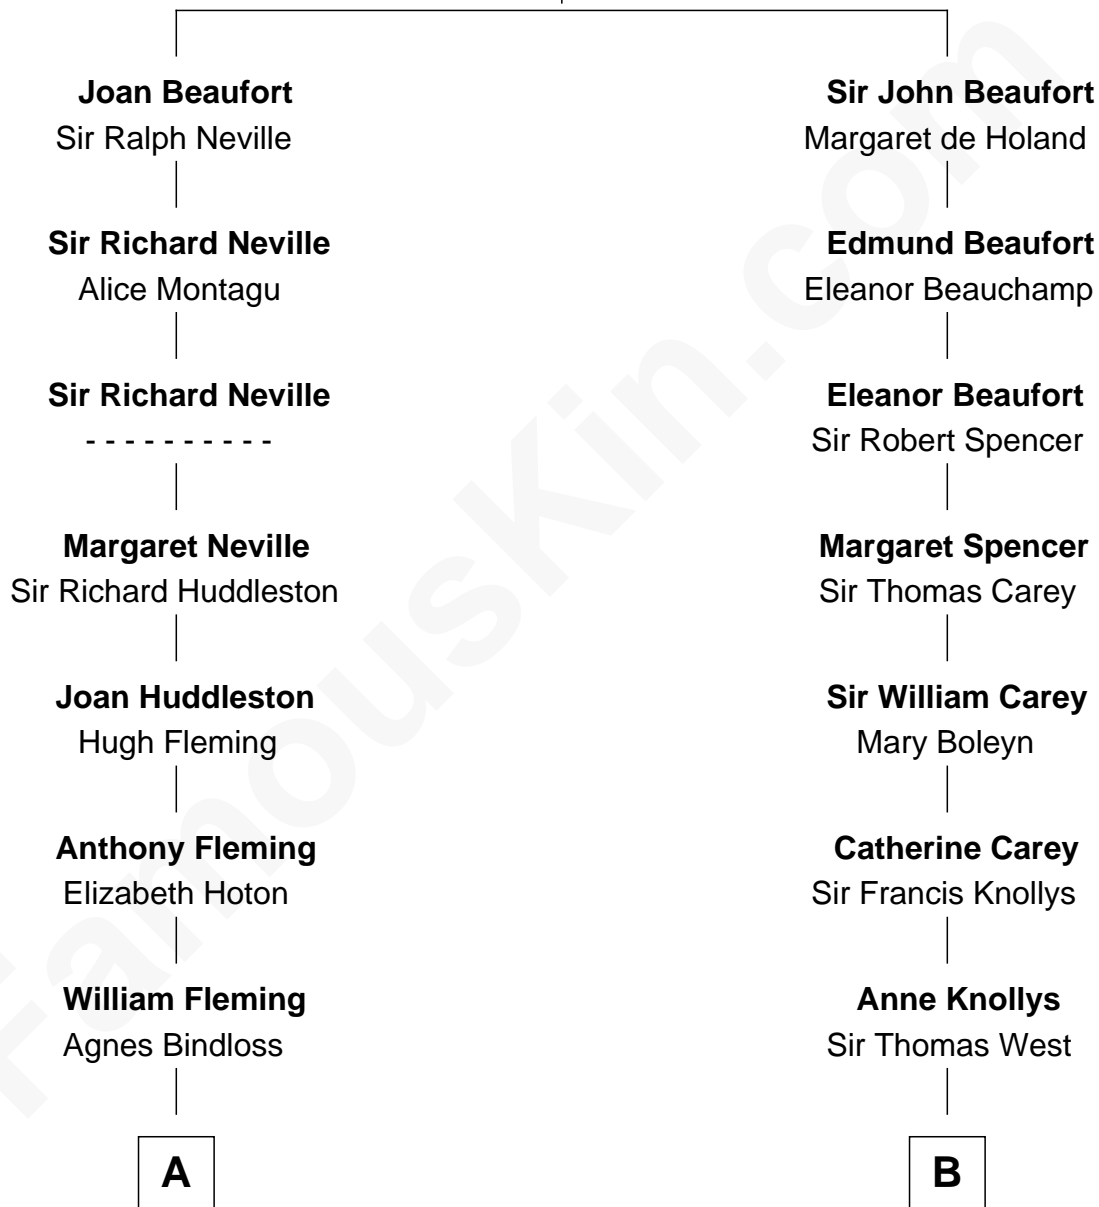 Joan Beaufort
Sir Ralph Neville
Sir John Beaufort
Margaret de Holand
Sir Richard Neville
Alice Montagu
Edmund Beaufort
Eleanor Beauchamp
Sir Richard Neville
- - - - - - - - - -
Eleanor Beaufort
Sir Robert Spencer
Margaret Neville
Sir Richard Huddleston
Margaret Spencer
Sir Thomas Carey
Joan Huddleston
Hugh Fleming
Sir William Carey
Mary Boleyn
Anthony Fleming
Elizabeth Hoton
Catherine Carey
Sir Francis Knollys
William Fleming
Agnes Bindloss
Anne Knollys
Sir Thomas West
A
B
FamousKin.com